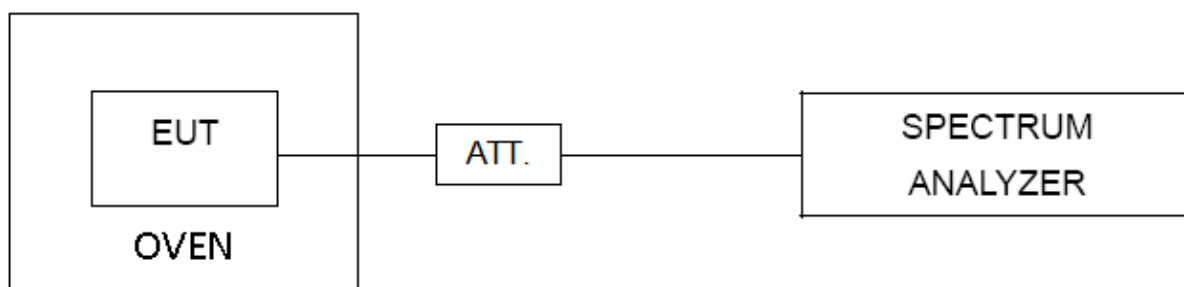 EUT
OVEN
ATT.
SPECTRUM
ANALYZER